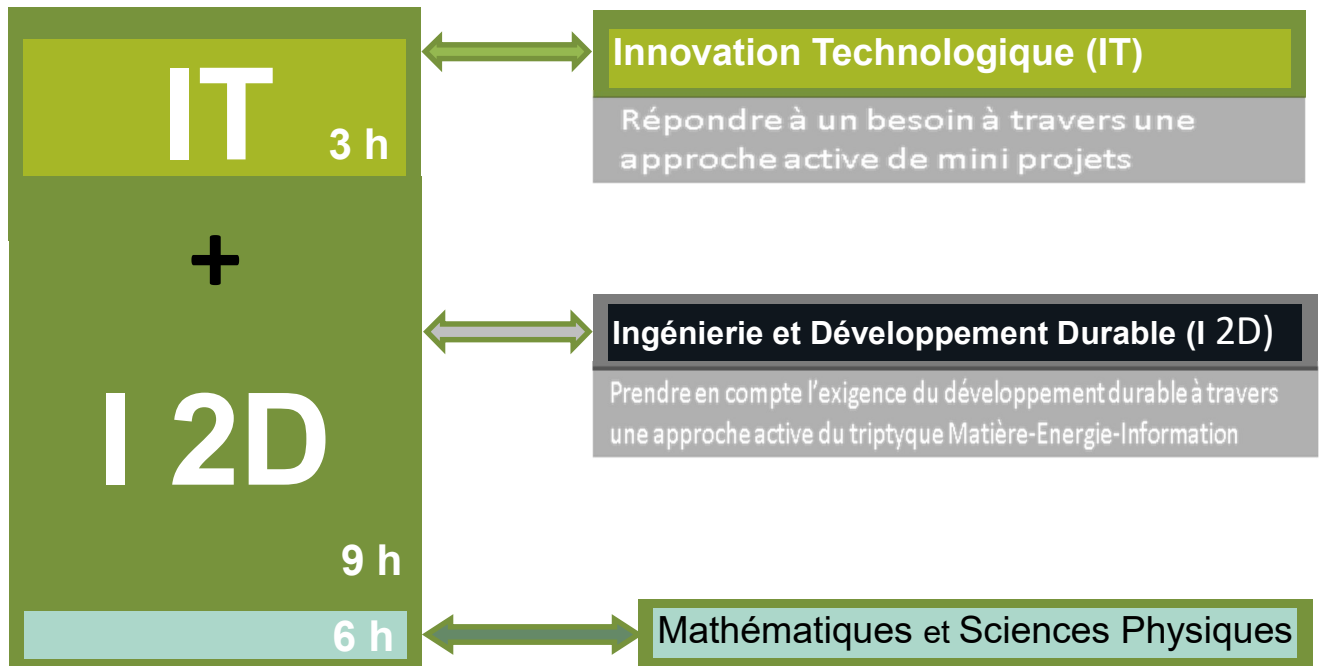 IT
3 h
+
I 2D
9 h
6 h
Innovation Technologique (IT)
Répondre à un besoin à travers une
approche active de mini projets
Ingénierie et Développement Durable (I 2D)
Prendre en compte l'exigence du développement durable à travers
une approche active du triptyque Matière-Energie-Information
Mathématiques et Sciences Physiques